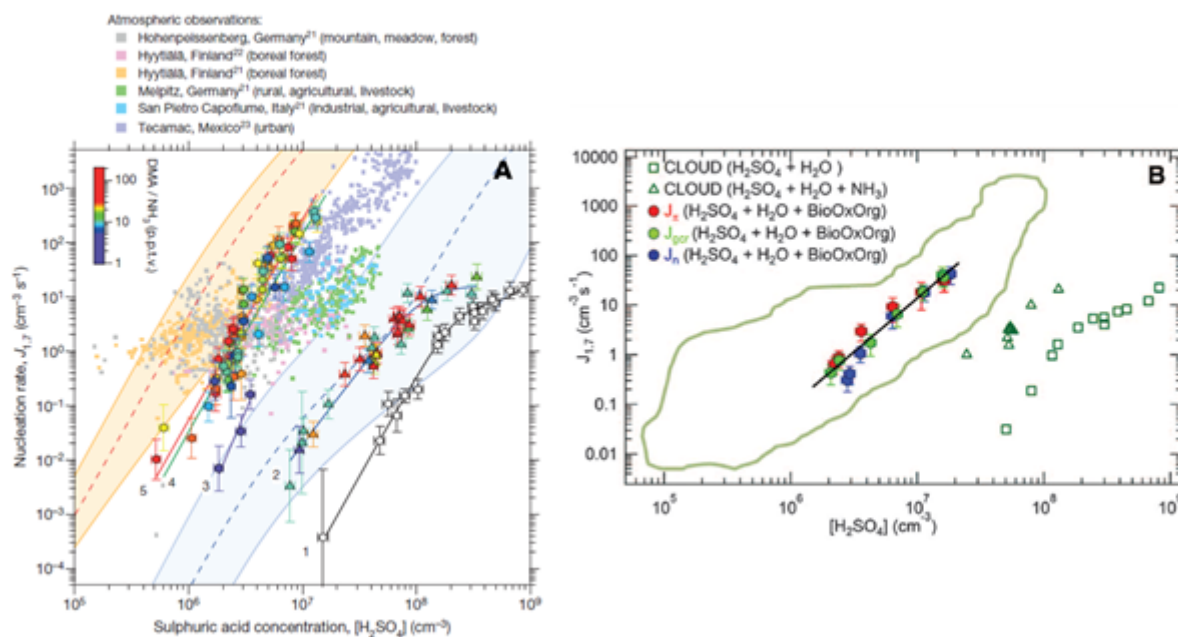 Atmospheric observations:
Hohenpeissenberg, Germany²¹ (mountain, meadow, forest)
Hyytiälä, Finland²² (boreal forest)
Hyytiälä, Finland²¹ (boreal forest)
Melpitz, Germany²¹ (rural, agricultural, livestock)
San Pietro Capofiume, Italy²¹ (industrial, agricultural, livestock)
Tecamac, Mexico²³ (urban)
A
DMA / NH₃ (p.p.t.v.)
100
10
1
10³
10²
10¹
10⁰
10⁻¹
10⁻²
10⁻³
10⁻⁴
Nucleation rate, J₁.₇ (cm⁻³ s⁻¹)
5
4
3
2
1
10⁵
10⁶
10⁷
10⁸
10⁹
Sulphuric acid concentration, [H₂SO₄] (cm⁻³)
B
CLOUD (H₂SO₄ + H₂O )
CLOUD (H₂SO₄ + H₂O + NH₃)
Jπ (H₂SO₄ + H₂O + BioOxOrg)
Jgcr (H₂SO₄ + H₂O + BioOxOrg)
Jn (H₂SO₄ + H₂O + BioOxOrg)
10000
1000
100
10
1
0.1
0.01
J₁.₇ (cm⁻³ s⁻¹)
10⁵
10⁶
10⁷
10⁸
10⁹
[H₂SO₄] (cm⁻³)